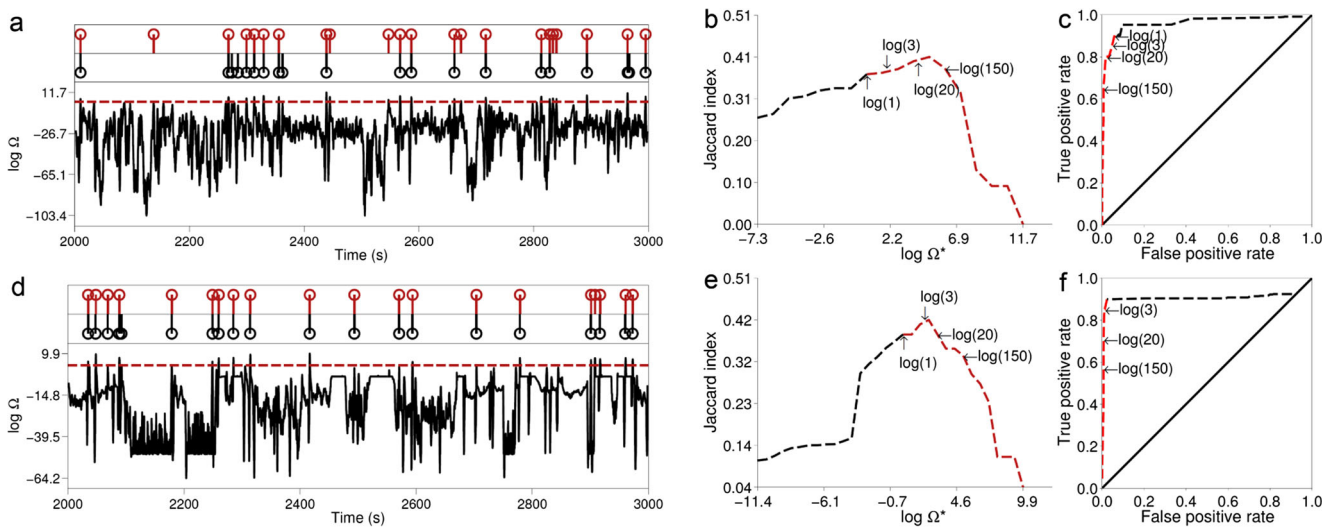 a
11.7
−26.7
−65.1
−103.4
log Ω
2000
2200
2400
2600
2800
3000
Time (s)
b
0.51
0.41
0.31
0.20
0.10
0.00
Jaccard index
log(3)
log(150)
log(1)
log(20)
−7.3
−2.6
2.2
6.9
11.7
log Ω*
c
1.0
0.8
0.6
0.4
0.2
0.0
True positive rate
log(1)
log(3)
log(20)
log(150)
0.0
0.2
0.4
0.6
0.8
1.0
False positive rate
d
9.9
−14.8
−39.5
−64.2
log Ω
2000
2200
2400
2600
2800
3000
Time (s)
e
0.51
0.42
0.32
0.23
0.14
0.04
Jaccard index
log(3)
log(20)
log(1)
log(150)
−11.4
−6.1
−0.7
4.6
9.9
log Ω*
f
1.0
0.8
0.6
0.4
0.2
0.0
True positive rate
log(3)
log(20)
log(150)
0.0
0.2
0.4
0.6
0.8
1.0
False positive rate